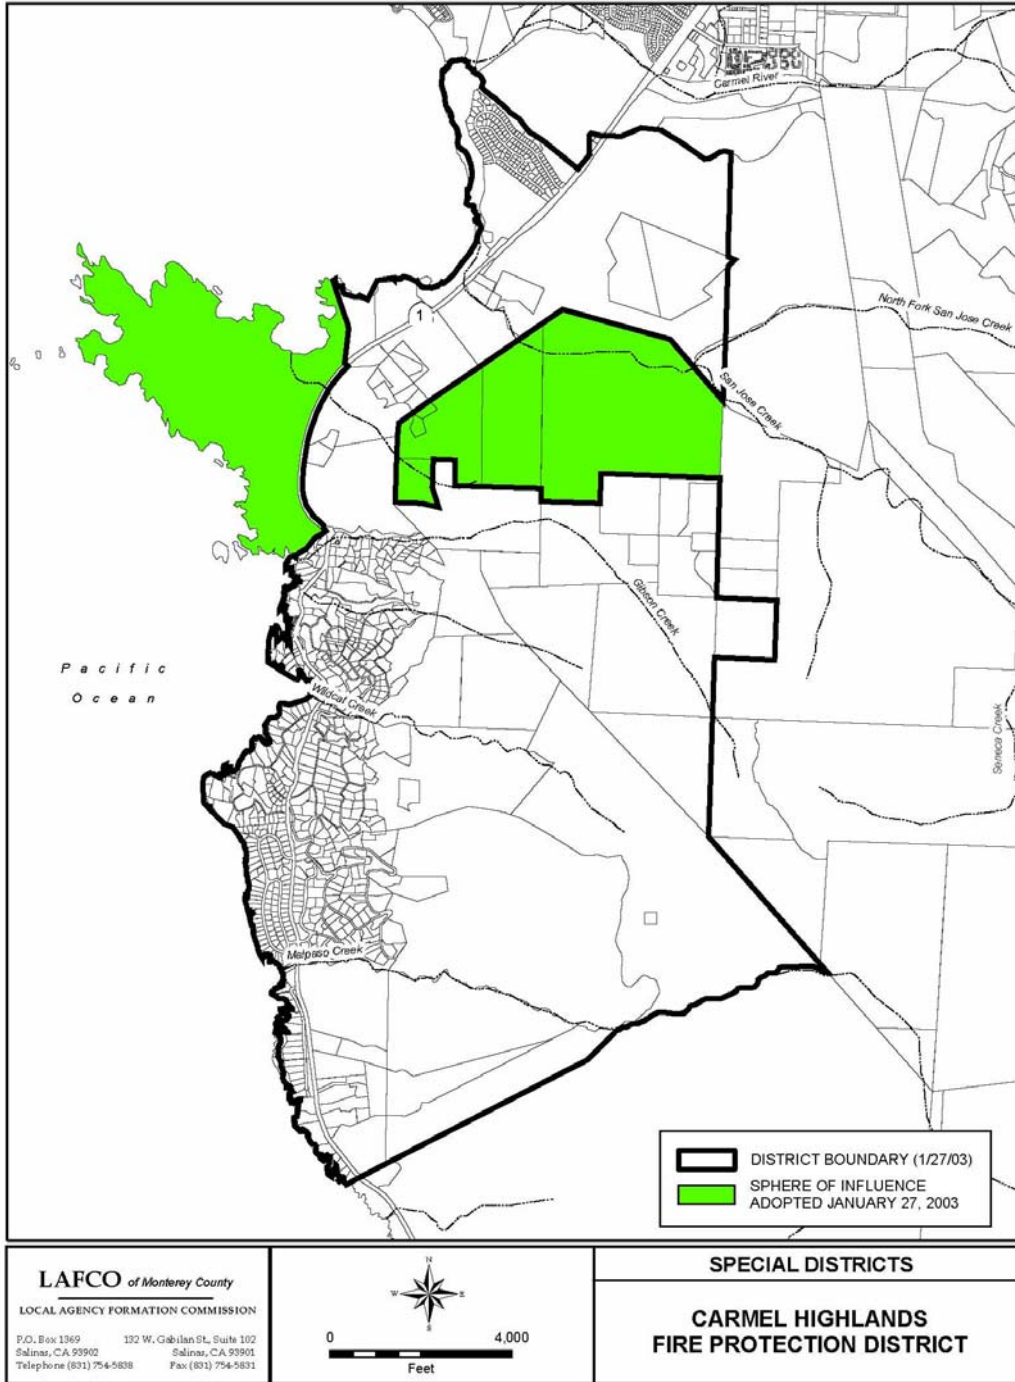 Carmel River
North Fork San Jose Creek
1
San Jose Creek
Gibson Creek
Pacific
Ocean
Wildcat Creek
Seneca Creek
Malpaso Creek
DISTRICT BOUNDARY (1/27/03)
SPHERE OF INFLUENCE
ADOPTED JANUARY 27, 2003
LAFCO of Monterey County
LOCAL AGENCY FORMATION COMMISSION
P.O. Box 1369 132 W. Gabilan St., Suite 102
Salinas, CA 93902 Salinas, CA 93901
Telephone (831) 754-5838 Fax (831) 754-5831
N
W E
S
0 4,000
Feet
SPECIAL DISTRICTS
CARMEL HIGHLANDS
FIRE PROTECTION DISTRICT